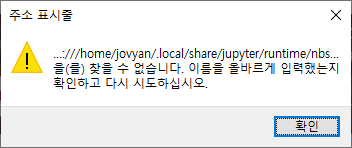 주소 표시줄
...:///home/jovyan/.local/share/jupyter/runtime/nbs...
을(를) 찾을 수 없습니다. 이름을 올바르게 입력했는지
확인하고 다시 시도하십시오.
확인